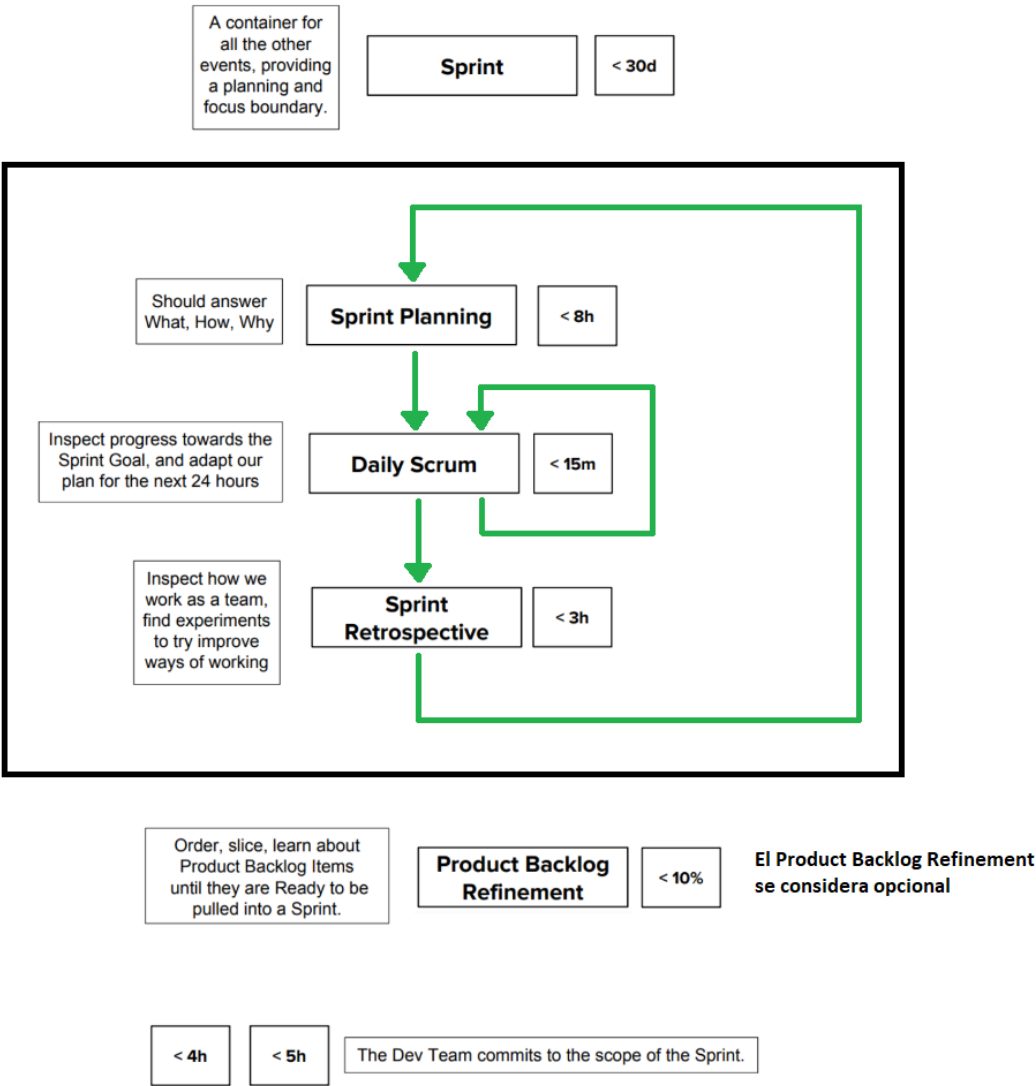 A container for
all the other
events, providing
a planning and
focus boundary.
Sprint
< 30d
Should answer
What, How, Why
Sprint Planning
< 8h
Inspect progress towards the
Sprint Goal, and adapt our
plan for the next 24 hours
Daily Scrum
< 15m
Inspect how we
work as a team,
find experiments
to try improve
ways of working
Sprint
Retrospective
< 3h
Order, slice, learn about
Product Backlog Items
until they are Ready to be
pulled into a Sprint.
Product Backlog
Refinement
< 10%
El Product Backlog Refinement
se considera opcional
< 4h
< 5h
The Dev Team commits to the scope of the Sprint.